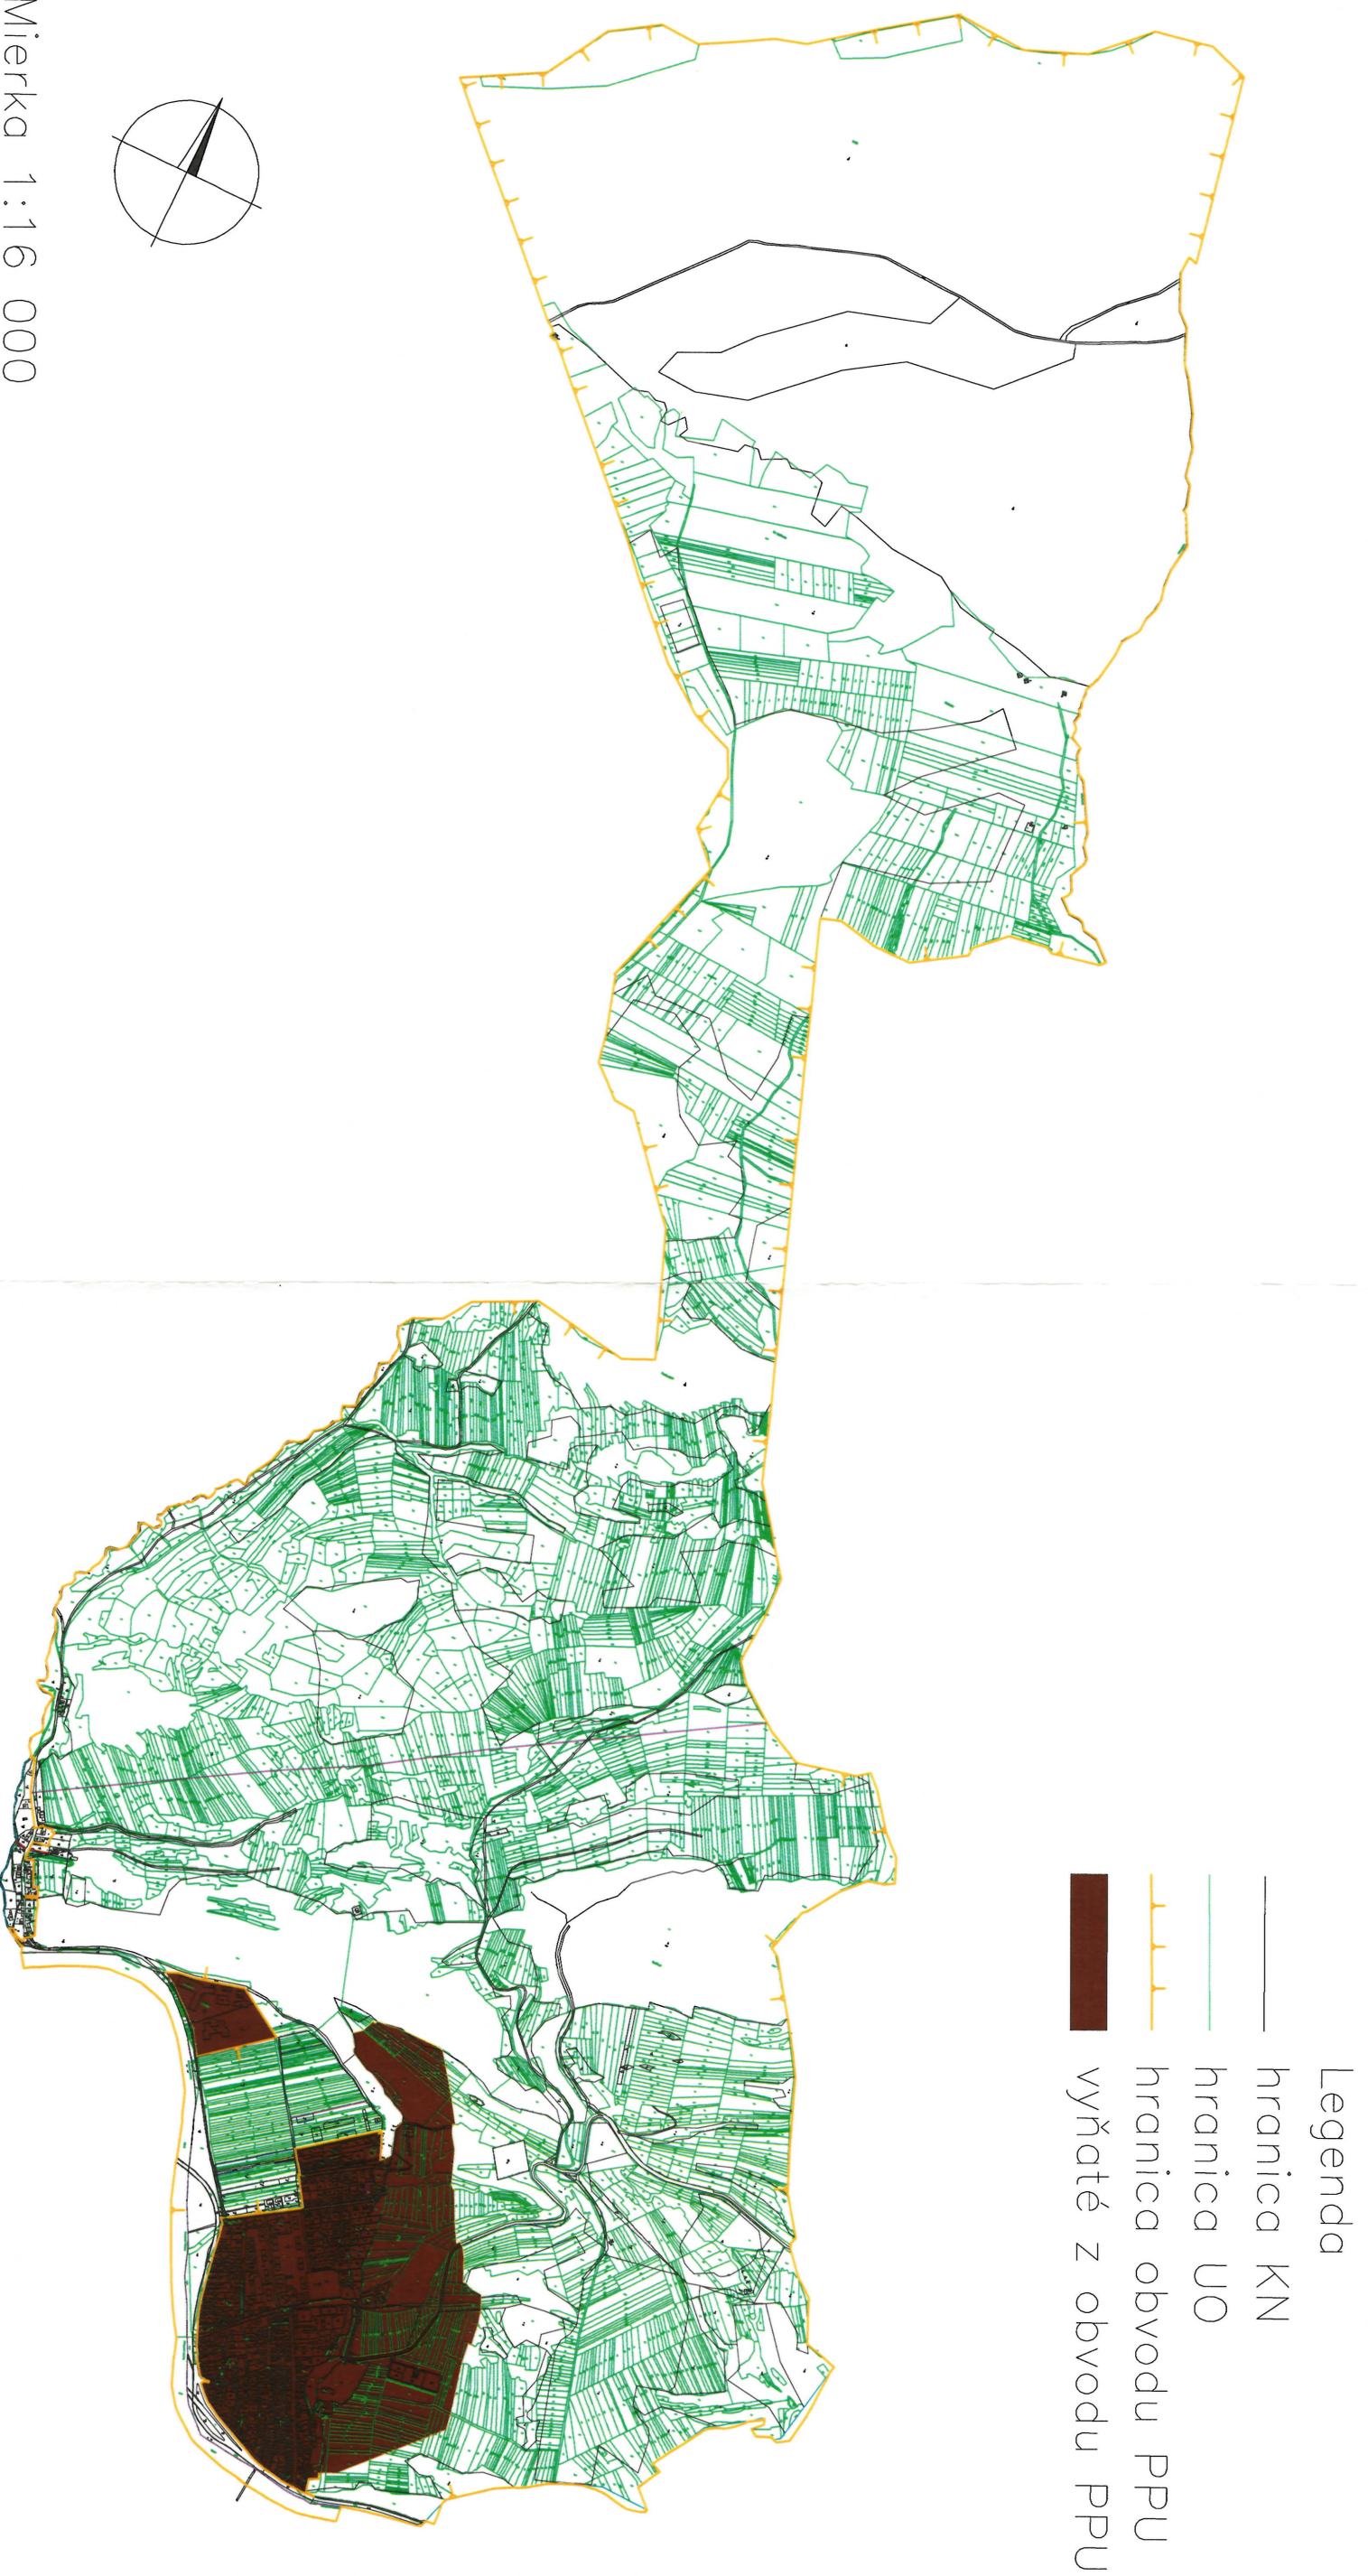 Legenda
hranica KN
hranica UO
hranica obvodu PPU
vyňaté z obvodu PPU
Mierka 1:16 000